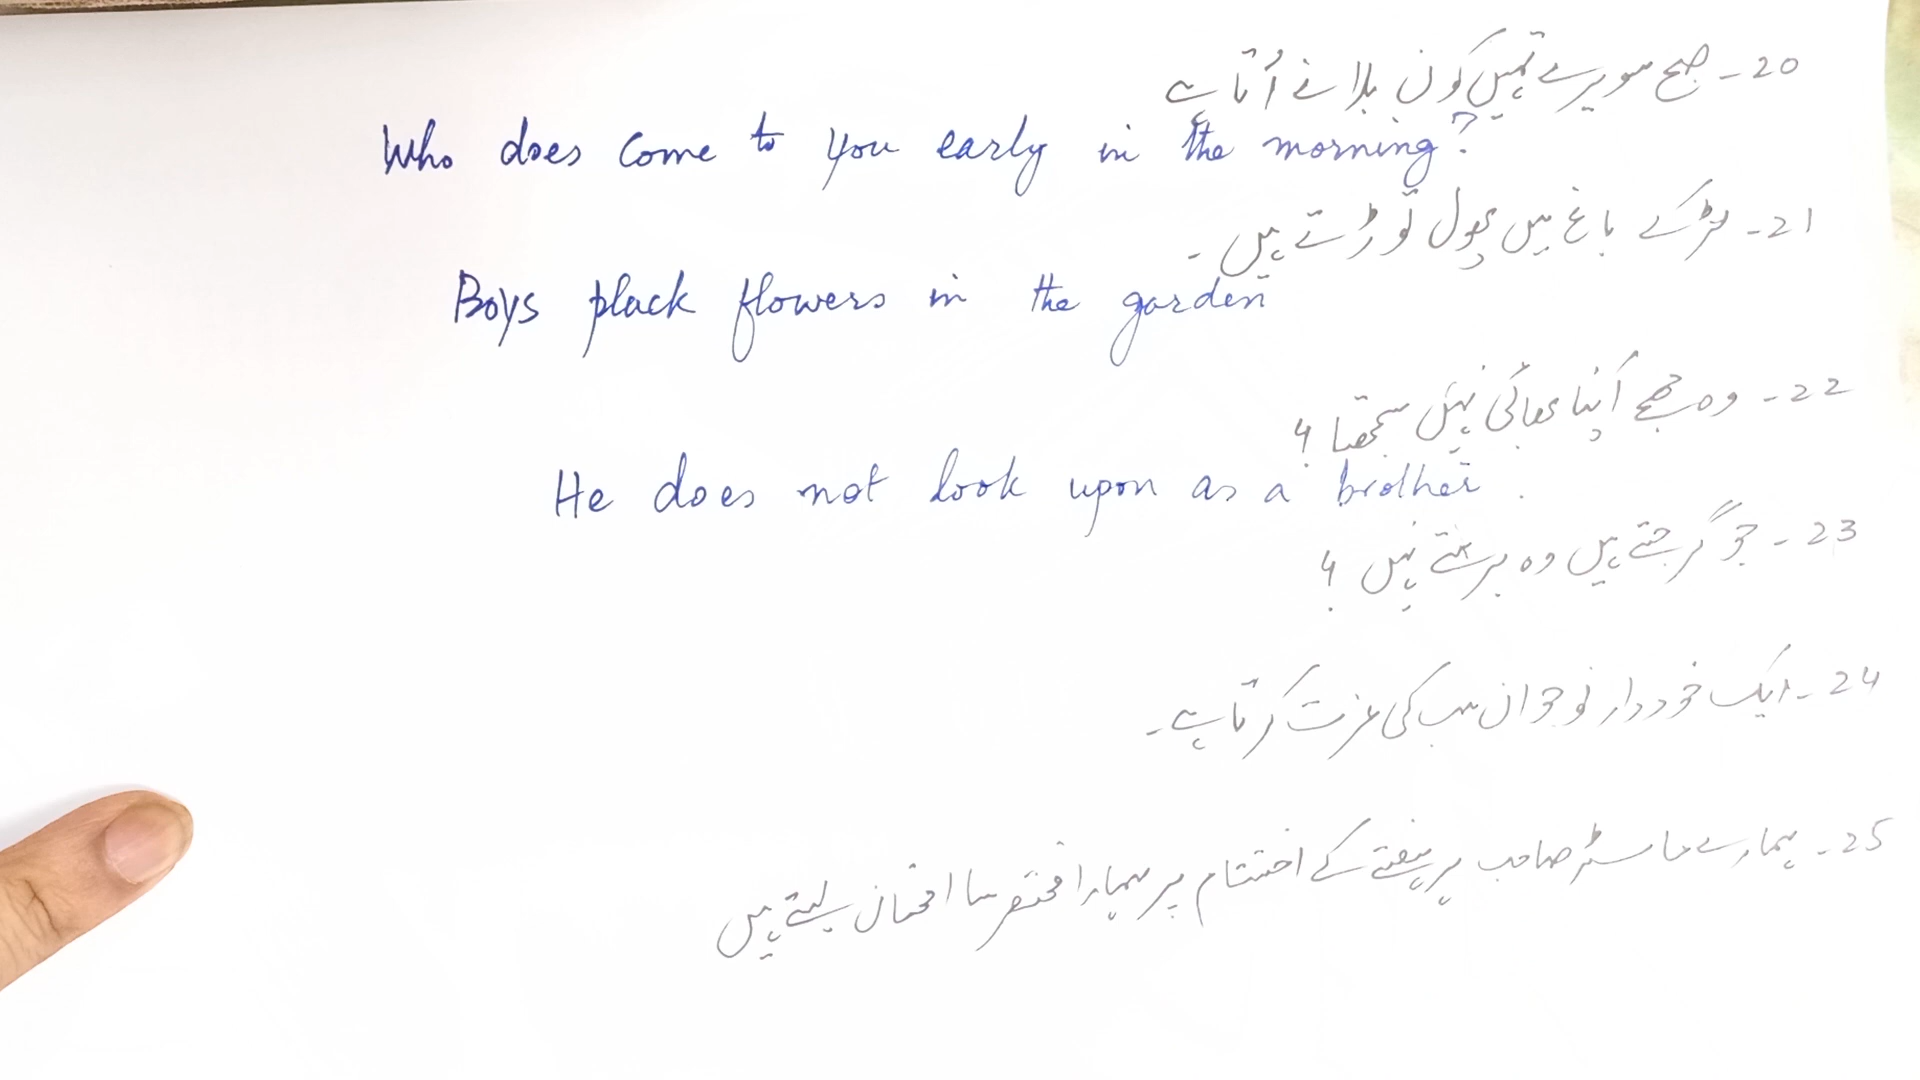 20۔ صبح سویرے تمہیں کون بلانے آتا ہے
Who does come to you early in the morning?
21۔ لڑکے باغ میں پھول توڑتے ہیں۔
Boys pluck flowers in the garden
22۔ وہ مجھے اپنا بھائی نہیں سمجھتا ؟
He does not look upon as a brother.
23۔ جو گرجتے ہیں وہ برستے نہیں ؟
24۔ ایک خوددار نوجوان سب کی عزت کرتا ہے۔
25۔ ہمارے ماسٹر صاحب ہر ہفتے کے اختتام پر ہمارا مختصر سا امتحان لیتے ہیں